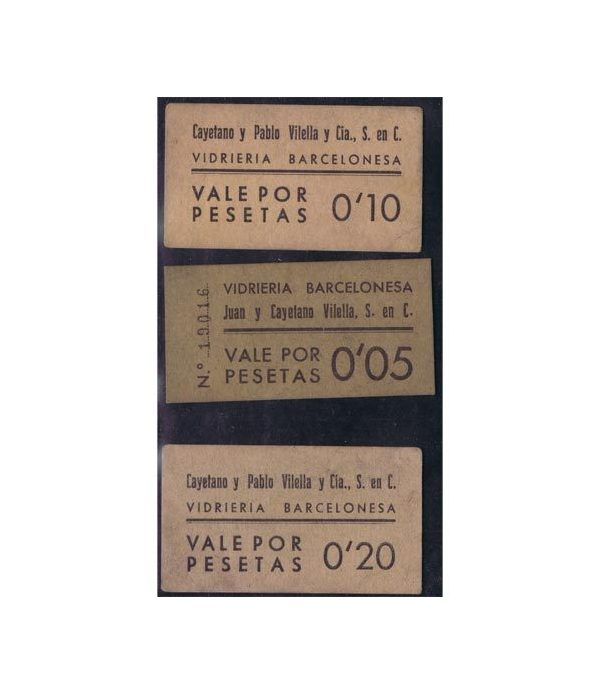 Cayetano y Pablo Vilella y Cía., S. en C.
VIDRIERIA BARCELONESA
VALE POR
PESETAS 0'10
N.º 19016
VIDRIERIA BARCELONESA
Juan y Cayetano Vilella, S. en C.
VALE POR
PESETAS 0'05
Cayetano y Pablo Vilella y Cía., S. en C.
VIDRIERIA BARCELONESA
VALE POR
PESETAS 0'20